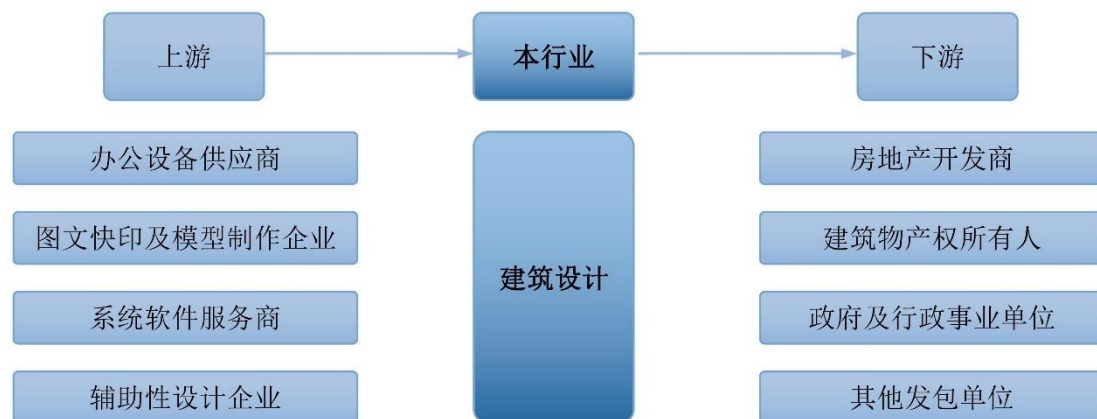 上游
本行业
下游
办公设备供应商
图文快印及模型制作企业
系统软件服务商
辅助性设计企业
建筑设计
房地产开发商
建筑物产权所有人
政府及行政事业单位
其他发包单位